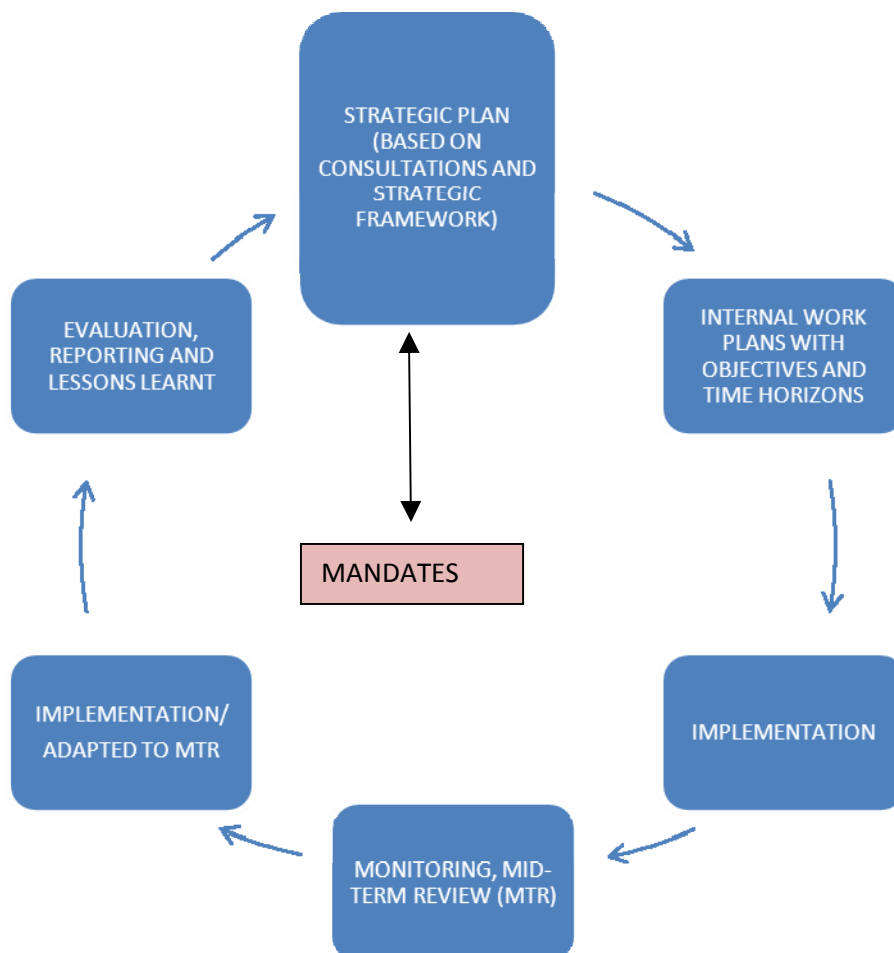 STRATEGIC PLAN
(BASED ON
CONSULTATIONS AND
STRATEGIC
FRAMEWORK)
INTERNAL WORK
PLANS WITH
OBJECTIVES AND
TIME HORIZONS
IMPLEMENTATION
MONITORING, MID-
TERM REVIEW (MTR)
IMPLEMENTATION/
ADAPTED TO MTR
EVALUATION,
REPORTING AND
LESSONS LEARNT
MANDATES